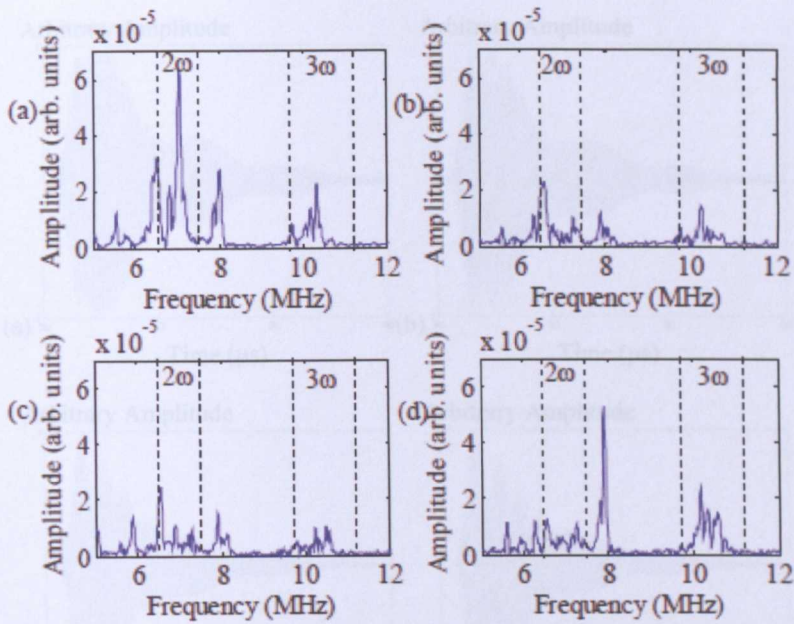 x 10⁻⁵
(a)
Amplitude (arb. units)
6
4
2
0
2ω
3ω
6 8 10 12
Frequency (MHz)
x 10⁻⁵
(b)
Amplitude (arb. units)
6
4
2
0
2ω
3ω
6 8 10 12
Frequency (MHz)
x 10⁻⁵
(c)
Amplitude (arb. units)
6
4
2
0
2ω
3ω
6 8 10 12
Frequency (MHz)
x 10⁻⁵
(d)
Amplitude (arb. units)
6
4
2
0
2ω
3ω
6 8 10 12
Frequency (MHz)